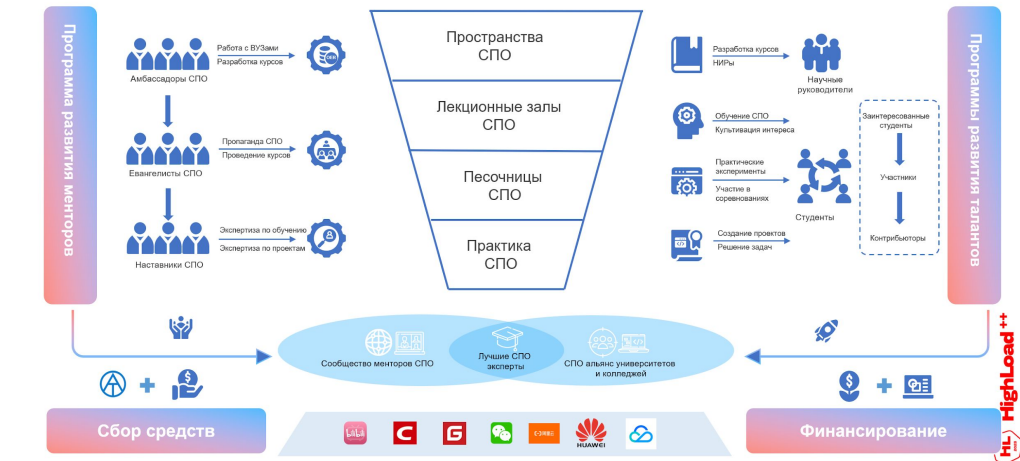 Программа развития менторов
Работа с ВУЗами
Разработка курсов
Амбассадоры СПО
Пропаганда СПО
Проведение курсов
Евангелисты СПО
Экспертиза по обучению
Экспертиза по проектам
Наставники СПО
Пространства
СПО
Лекционные залы
СПО
Песочницы
СПО
Практика
СПО
Разработка курсов
НИРы
Научные
руководители
Обучение СПО
Культивация интереса
Практические
эксперименты
Участие в
соревнованиях
Студенты
Создание проектов
Решение задач
Заинтересованные
студенты
Участники
Контрибьюторы
Программы развития талантов
Сообщество менторов СПО
Лучшие СПО
эксперты
СПО альянс университетов
и колледжей
Сбор средств
HUAWEI
Финансирование
HL HighLoad++